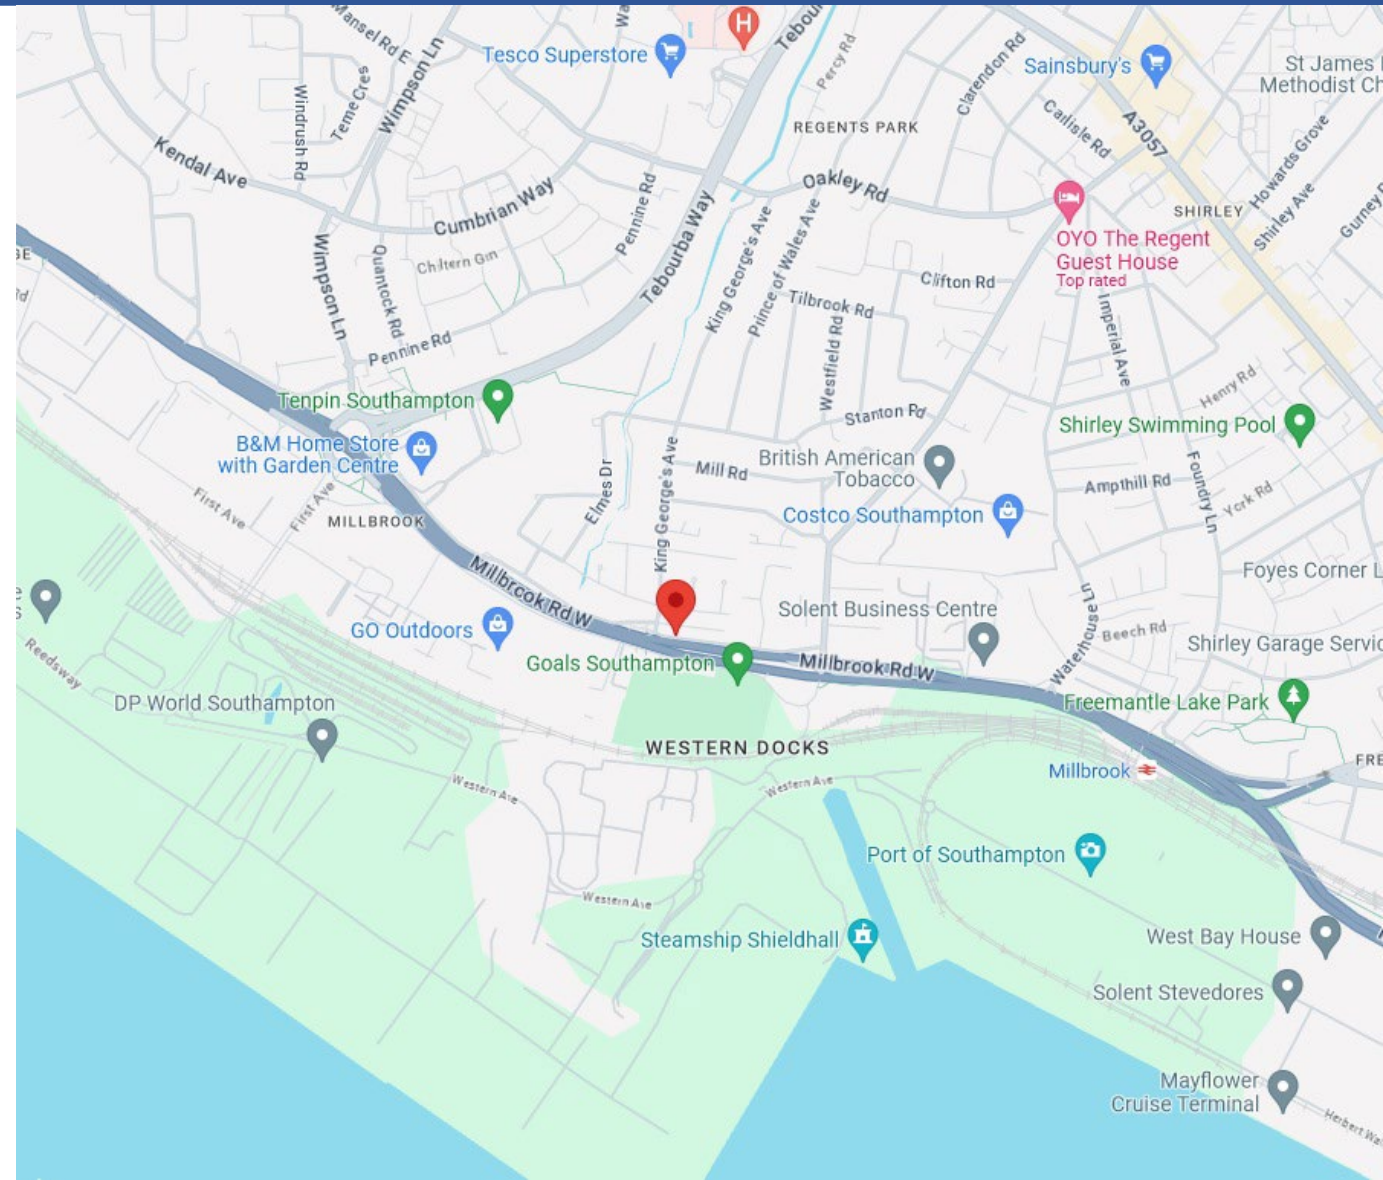 Mansel Rd E
Wimpson Ln
Tesco Superstore
H
Percy Rd
Clarendon Rd
Sainsbury's
St James
Methodist
Windrush Rd
Teme Cres
REGENTS PARK
Carlisle Rd
A3057
Howards Grove
Kendal Ave
Cumbrian Way
Pennine Rd
Tebourba Way
Oakley Rd
SHIRLEY
Shirley Ave
OYO The Regent
Guest House
Top rated
Wimpson Ln
Quantock Rd
Chiltern Grn
King George's Ave
Prince of Wales Ave
Tilbrook Rd
Clifton Rd
Imperial Ave
Pennine Rd
Westfield Rd
Henry Rd
Tenpin Southampton
Stanton Rd
Shirley Swimming Pool
B&M Home Store
with Garden Centre
Elmes Dr
King George's Ave
Mill Rd
British American
Tobacco
Ampthill Rd
Foundry Ln
York Rd
First Ave
First Ave
MILLBROOK
Costco Southampton
Millbrook Rd W
Foyes Corner
GO Outdoors
Solent Business Centre
Waterhouse Ln
Beech Rd
Shirley Garage
Reedsway
Goals Southampton
Millbrook Rd W
DP World Southampton
Freemantle Lake Park
WESTERN DOCKS
Millbrook
Western Ave
Western Ave
Port of Southampton
Western Ave
Steamship Shieldhall
West Bay House
Solent Stevedores
Mayflower
Cruise Terminal
Herbert